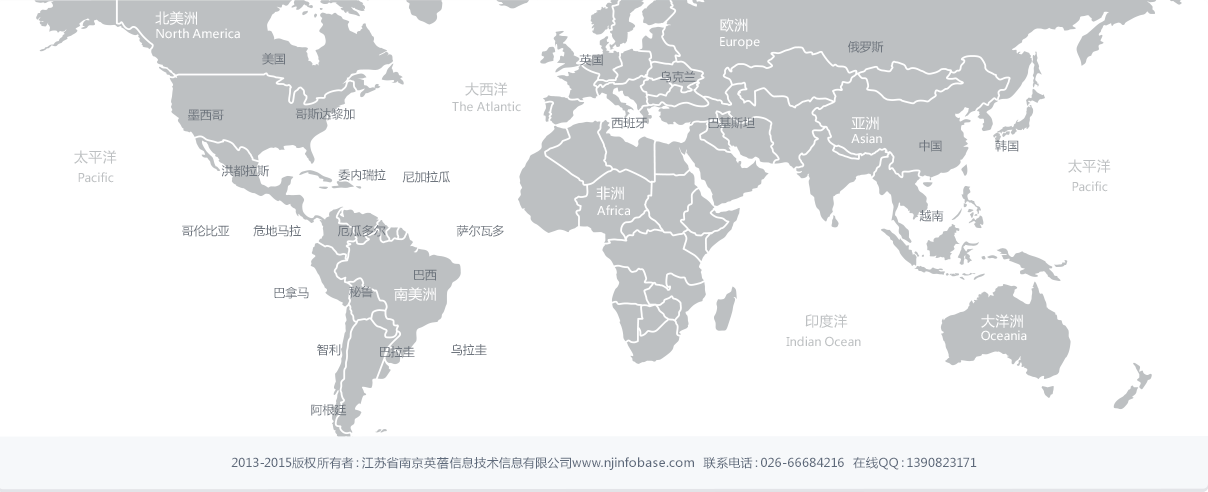 北美洲
North America
欧洲
Europe
美国
英国
俄罗斯
乌克兰
大西洋
The Atlantic
墨西哥
哥斯达黎加
西班牙
巴基斯坦
亚洲
Asian
中国
韩国
太平洋
Pacific
太平洋
Pacific
洪都拉斯
委内瑞拉
尼加拉瓜
非洲
Africa
越南
哥伦比亚
危地马拉
厄瓜多尔
萨尔瓦多
巴西
巴拿马
秘鲁
南美洲
印度洋
Indian Ocean
大洋洲
Oceania
智利
巴拉圭
乌拉圭
阿根廷
2013-2015版权所有者:江苏省南京英蓓信息技术信息有限公司www.njinfobase.com 联系电话:026-66684216 在线QQ:1390823171